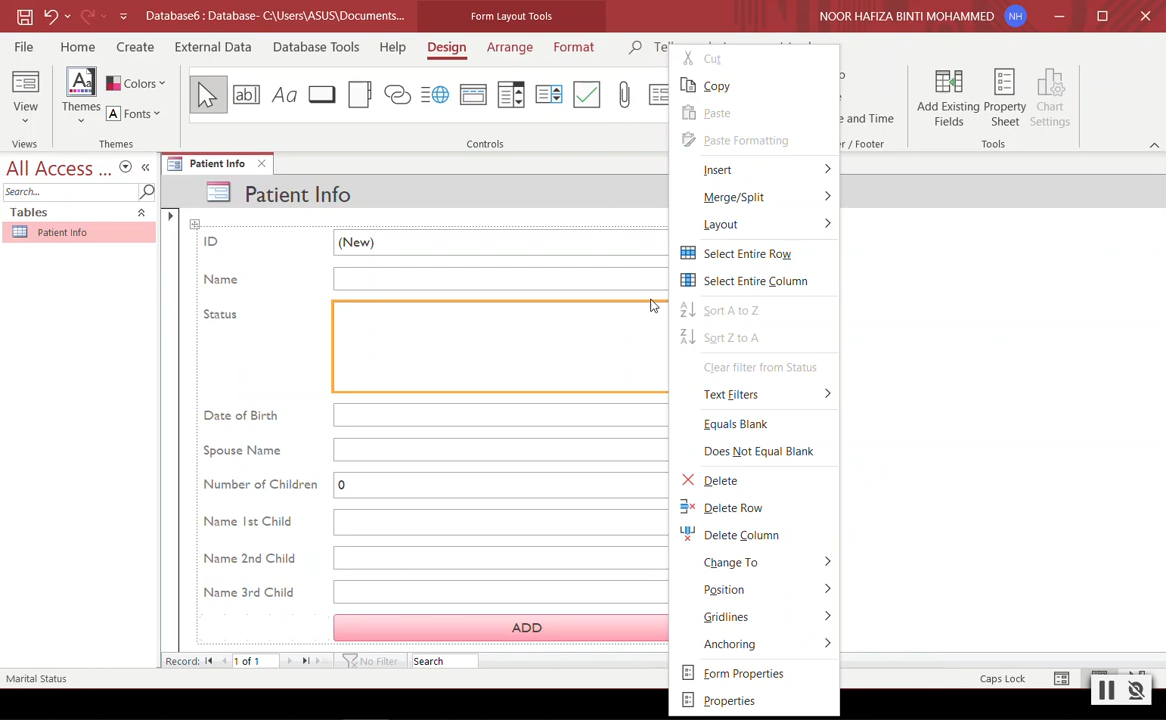 Database6 : Database- C:\Users\ASUS\Documents...
Form Layout Tools
NOOR HAFIZA BINTI MOHAMMED
NH
File
Home
Create
External Data
Database Tools
Help
Design
Arrange
Format
View
Themes
Colors
Fonts
ab|
Aa
and Time
Add Existing Fields
Property Sheet
Chart Settings
Views
Themes
Controls
/ Footer
Tools
All Access ...
Search...
Tables
Patient Info
Patient Info
Patient Info
ID
(New)
Name
Status
Date of Birth
Spouse Name
Number of Children
0
Name 1st Child
Name 2nd Child
Name 3rd Child
ADD
Cut
Copy
Paste
Paste Formatting
Insert
Merge/Split
Layout
Select Entire Row
Select Entire Column
Sort A to Z
Sort Z to A
Clear filter from Status
Text Filters
Equals Blank
Does Not Equal Blank
Delete
Delete Row
Delete Column
Change To
Position
Gridlines
Anchoring
Form Properties
Properties
Record:
1 of 1
No Filter
Search
Marital Status
Caps Lock